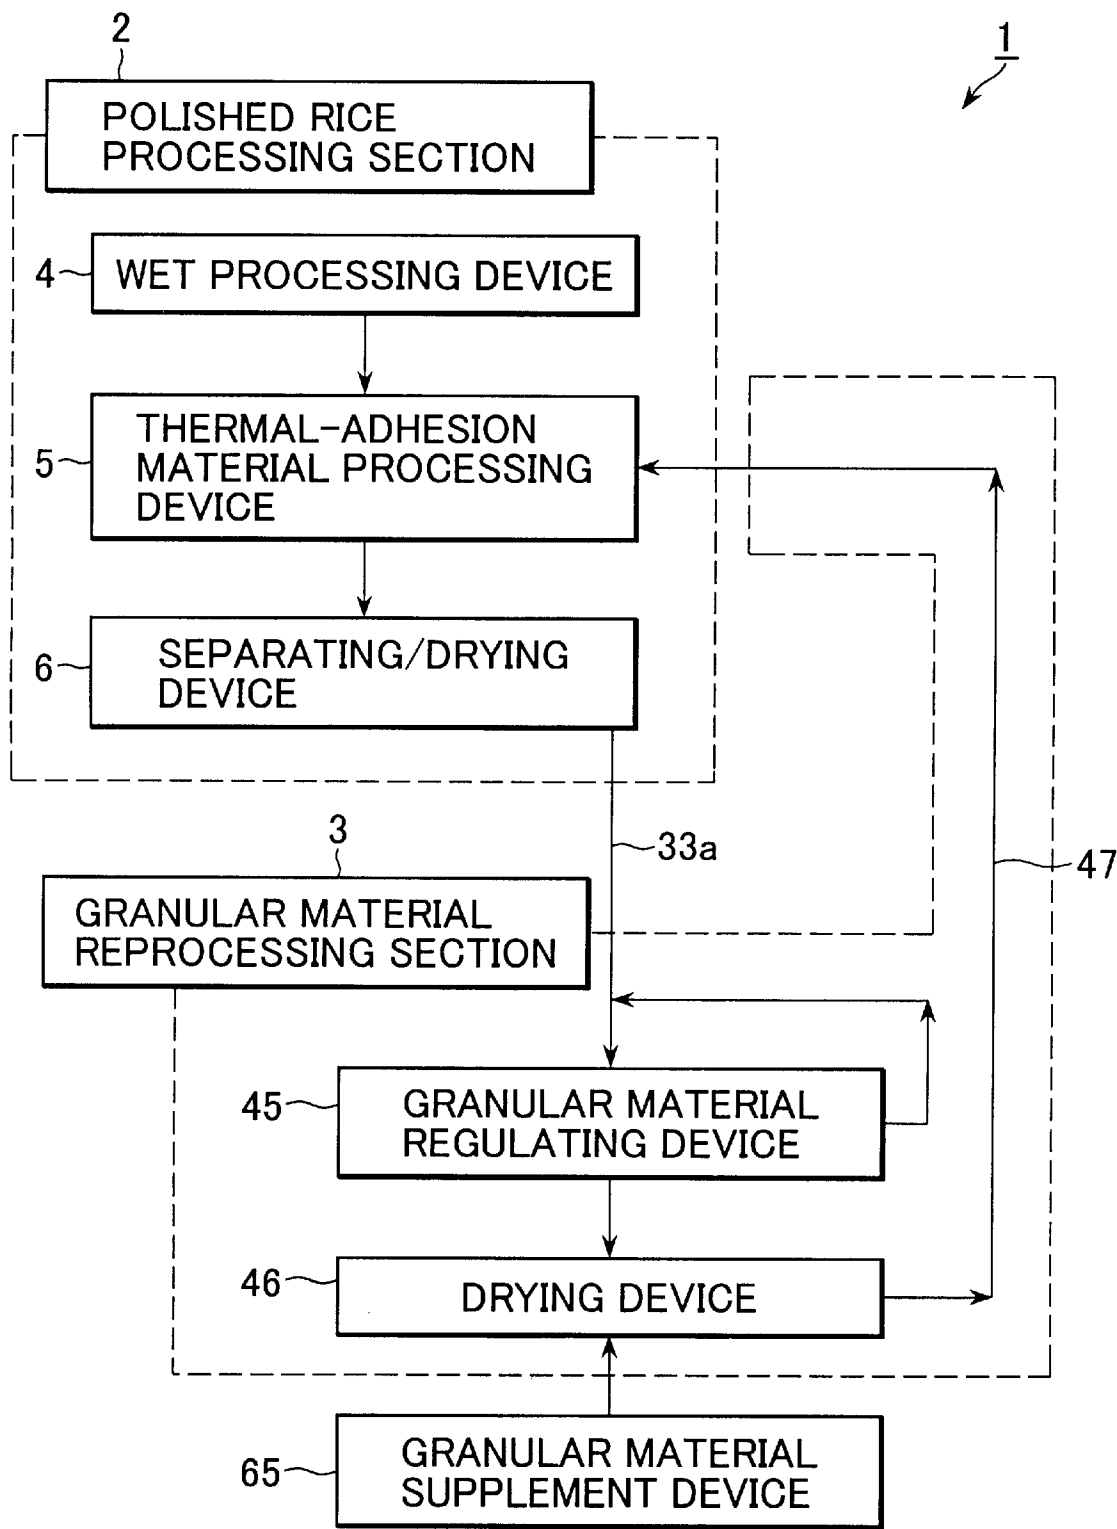 2
1
POLISHED RICE
PROCESSING SECTION
4
WET PROCESSING DEVICE
5
THERMAL-ADHESION
MATERIAL PROCESSING
DEVICE
6
SEPARATING/DRYING
DEVICE
3
33a
47
GRANULAR MATERIAL
REPROCESSING SECTION
45
GRANULAR MATERIAL
REGULATING DEVICE
46
DRYING DEVICE
65
GRANULAR MATERIAL
SUPPLEMENT DEVICE